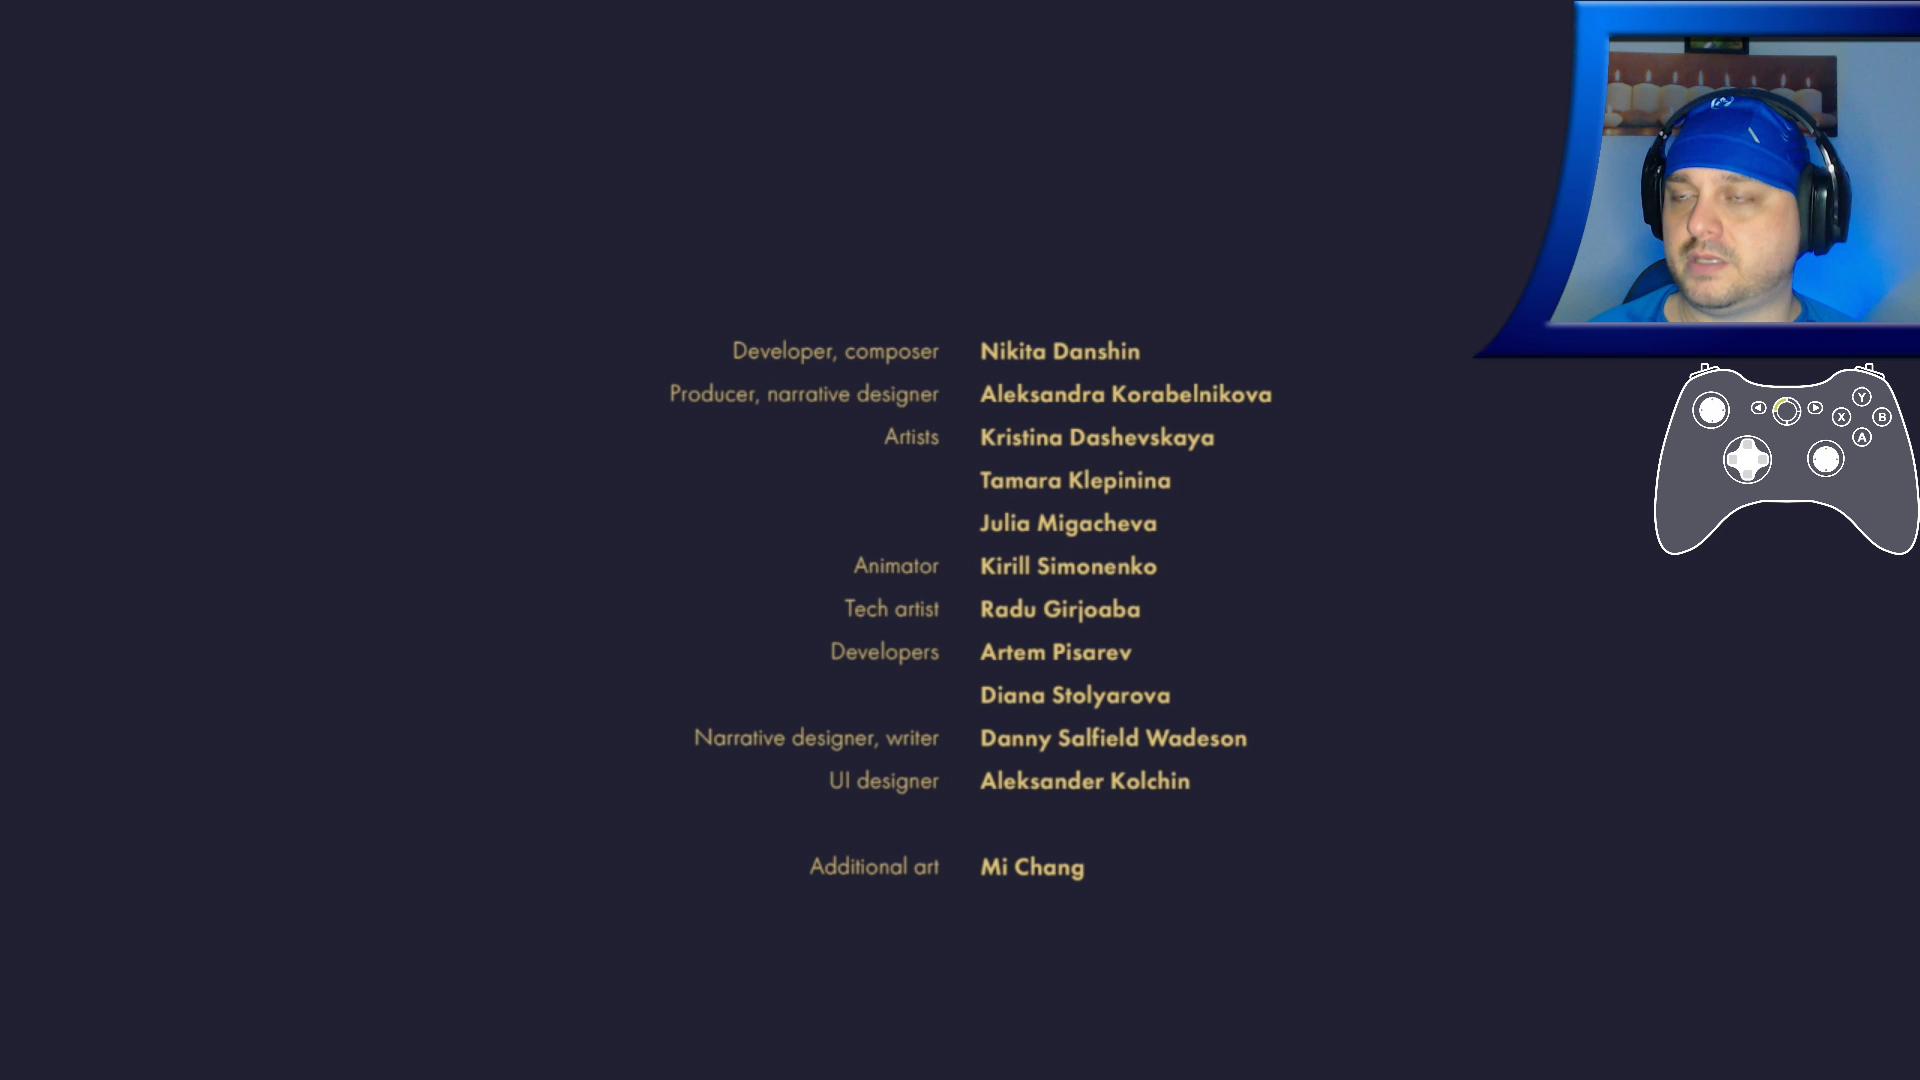 Developer, composer Nikita Danshin
Producer, narrative designer Aleksandra Korabelnikova
Artists Kristina Dashevskaya
Tamara Klepinina
Julia Migacheva
Animator Kirill Simonenko
Tech artist Radu Girjoaba
Developers Artem Pisarev
Diana Stolyarova
Narrative designer, writer Danny Salfield Wadeson
UI designer Aleksander Kolchin
Additional art Mi Chang
Y
X B
A